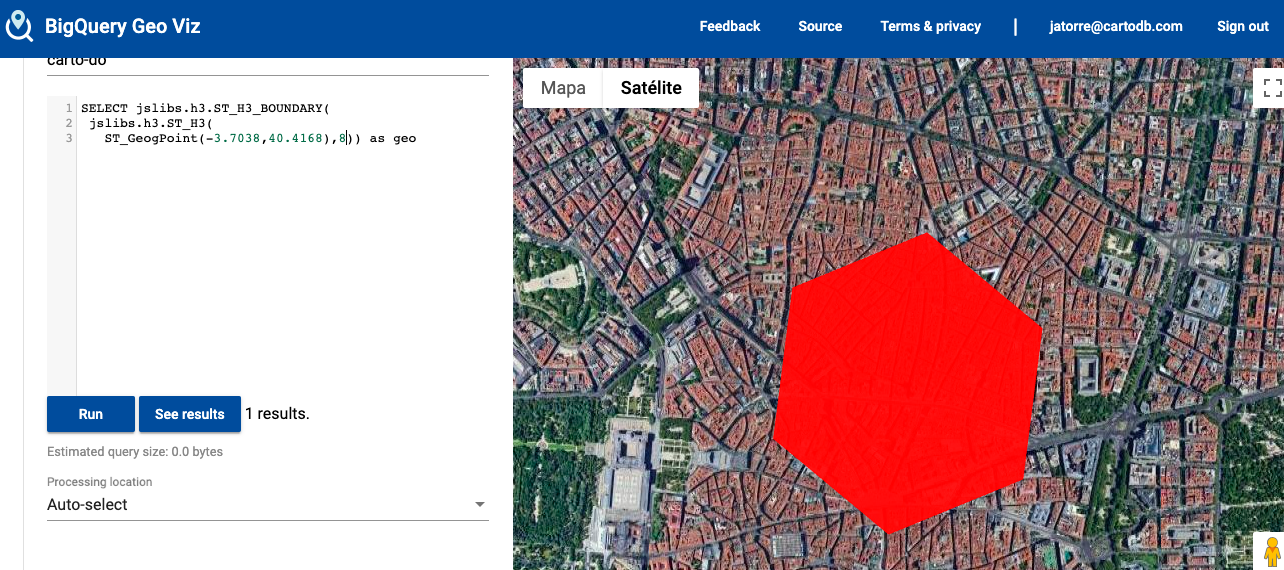 BigQuery Geo Viz
Feedback Source Terms & privacy | jatorre@cartodb.com Sign out
carto-do
Mapa Satélite
1 SELECT jslibs.h3.ST_H3_BOUNDARY(
2 jslibs.h3.ST_H3(
3 ST_GeogPoint(-3.7038,40.4168),8)) as geo
Run See results 1 results.
Estimated query size: 0.0 bytes
Processing location
Auto-select